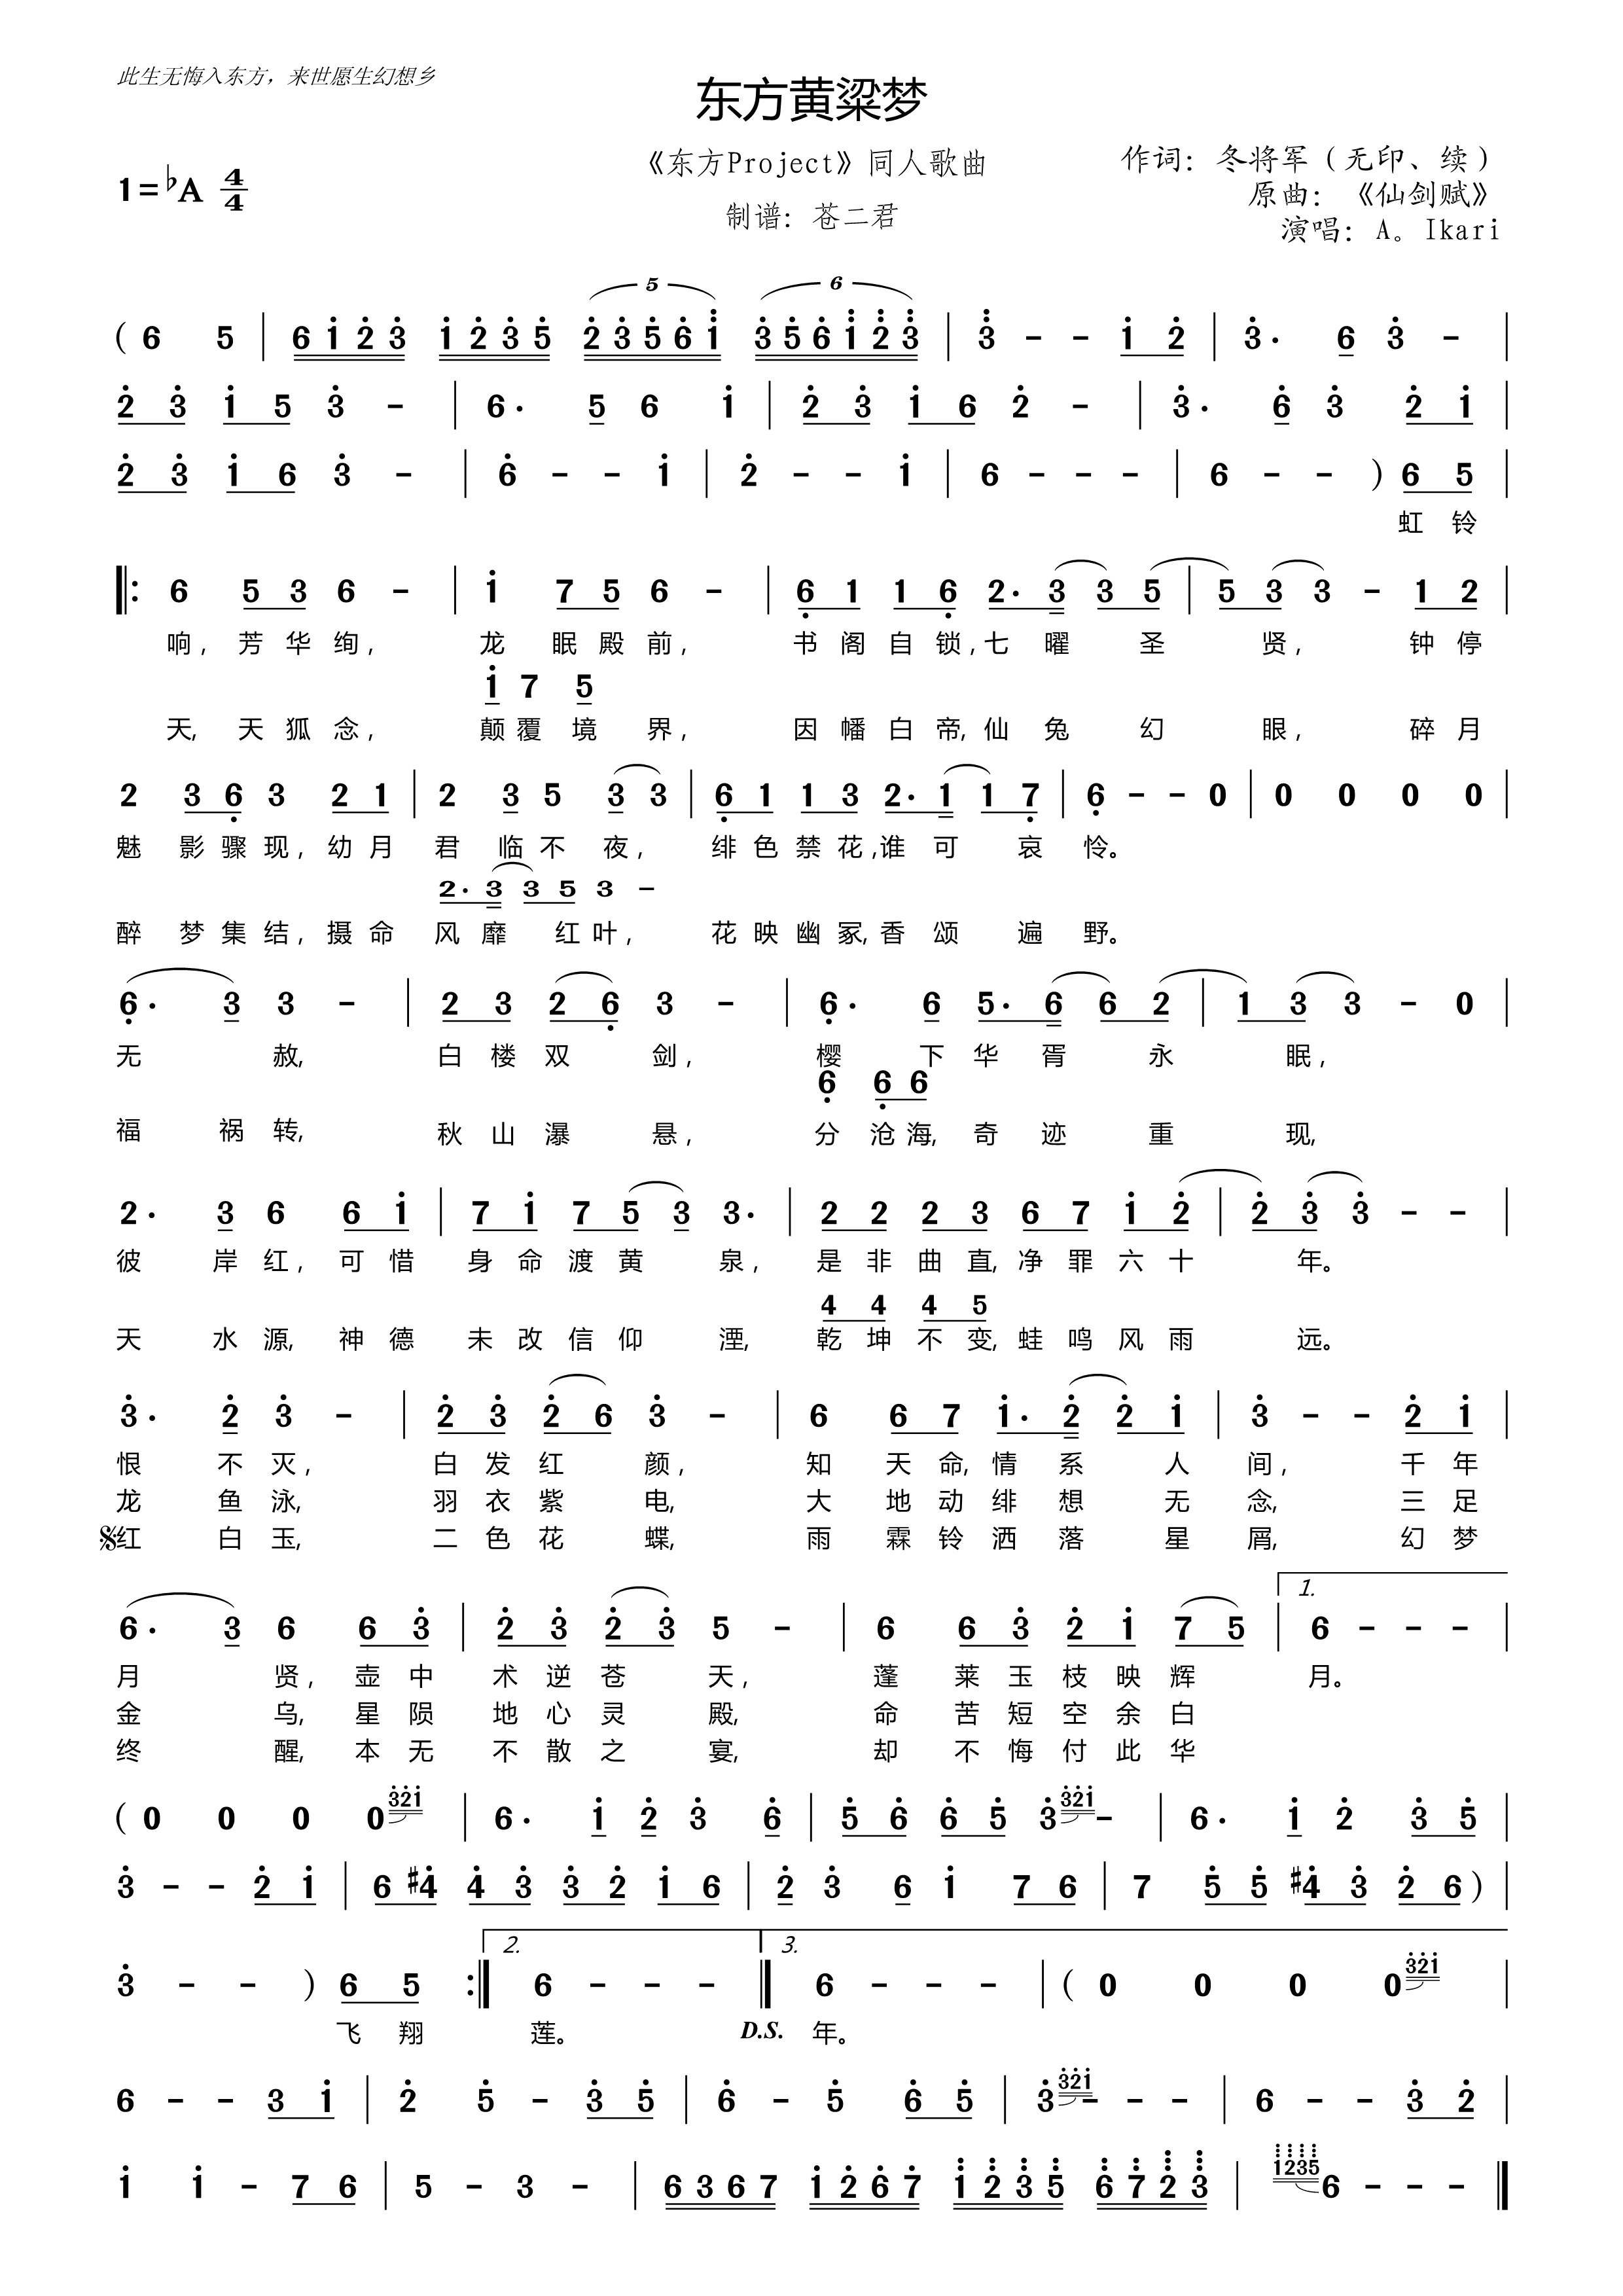 此生无悔入东方，来世愿生幻想乡
东方黄粱梦
《东方Project》同人歌曲
制谱：苍二君
作词：冬将军（无印、续）
原曲：《仙剑赋》
演唱：A。Ikari
1=♭A 4/4
5 6
( 6 5 | 6 1 2 3 1 2 3 5 2 3 5 6 1 3 5 6 1 2 3 | 3 - - 1 2 | 3· 6 3 - |
2 3 1 5 3 - | 6· 5 6 1 | 2 3 1 6 2 - | 3· 6 3 2 1 |
2 3 1 6 3 - | 6 - - 1 | 2 - - 1 | 6 - - - | 6 - - ) 6 5 |
虹 铃
6 5 3 6 - | 1 7 5 6 - | 6 1 1 6 2· 3 3 5 | 5 3 3 - 1 2 |
响， 芳 华 绚， 龙 眠 殿 前， 书 阁 自 锁，七 曜 圣 贤， 钟 停
1 7 5
天, 天 狐 念， 颠 覆 境 界， 因 幡 白 帝, 仙 兔 幻 眼， 碎 月
2 3 6 3 2 1 | 2 3 5 3 3 | 6 1 1 3 2· 1 1 7 | 6 - - 0 | 0 0 0 0 |
魅 影 骤 现，幼 月 君 临 不 夜， 绯 色 禁 花，谁 可 哀 怜。
2· 3 3 5 3 -
醉 梦 集 结，摄 命 风 靡 红 叶， 花 映 幽 冢, 香 颂 遍 野。
6· 3 3 - | 2 3 2 6 3 - | 6· 6 5· 6 6 2 | 1 3 3 - 0 |
无 赦, 白 楼 双 剑， 樱 下 华 胥 永 眠，
6 6 6
福 祸 转, 秋 山 瀑 悬， 分 沧 海, 奇 迹 重 现,
2· 3 6 6 1 | 7 1 7 5 3 3· | 2 2 2 3 6 7 1 2 | 2 3 3 - - |
彼 岸 红，可 惜 身 命 渡 黄 泉， 是 非 曲 直, 净 罪 六 十 年。
4 4 4 5
天 水 源, 神 德 未 改 信 仰 湮, 乾 坤 不 变, 蛙 鸣 风 雨 远。
3· 2 3 - | 2 3 2 6 3 - | 6 6 7 1· 2 2 1 | 3 - - 2 1 |
恨 不 灭， 白 发 红 颜， 知 天 命, 情 系 人 间， 千 年
龙 鱼 泳, 羽 衣 紫 电, 大 地 动 绯 想 无 念, 三 足
红 白 玉, 二 色 花 蝶, 雨 霖 铃 洒 落 星 屑, 幻 梦
1.
6· 3 6 6 3 | 2 3 2 3 5 - | 6 6 3 2 1 7 5 | 6 - - - |
月 贤， 壶 中 术 逆 苍 天， 蓬 莱 玉 枝 映 辉 月。
金 乌, 星 陨 地 心 灵 殿, 命 苦 短 空 余 白
终 醒, 本 无 不 散 之 宴, 却 不 悔 付 此 华
( 0 0 0 0 321 | 6· 1 2 3 6 | 5 6 6 5 3 321 - | 6· 1 2 3 5 |
3 - - 2 1 | 6 #4 4 3 3 2 1 6 | 2 3 6 1 7 6 | 7 5 5 #4 3 2 6 ) |
2. 3.
3 - - ) 6 5 :| 6 - - - | 6 - - - | ( 0 0 0 0 321 |
飞 翔 莲。 D.S. 年。
6 - - 3 1 | 2 5 - 3 5 | 6 - 5 6 5 | 3 321 - - - | 6 - - 3 2 |
1 1 - 7 6 | 5 - 3 - | 6 3 6 7 1 2 6 7 1 2 3 5 6 7 2 3 | 1235 6 - - - |